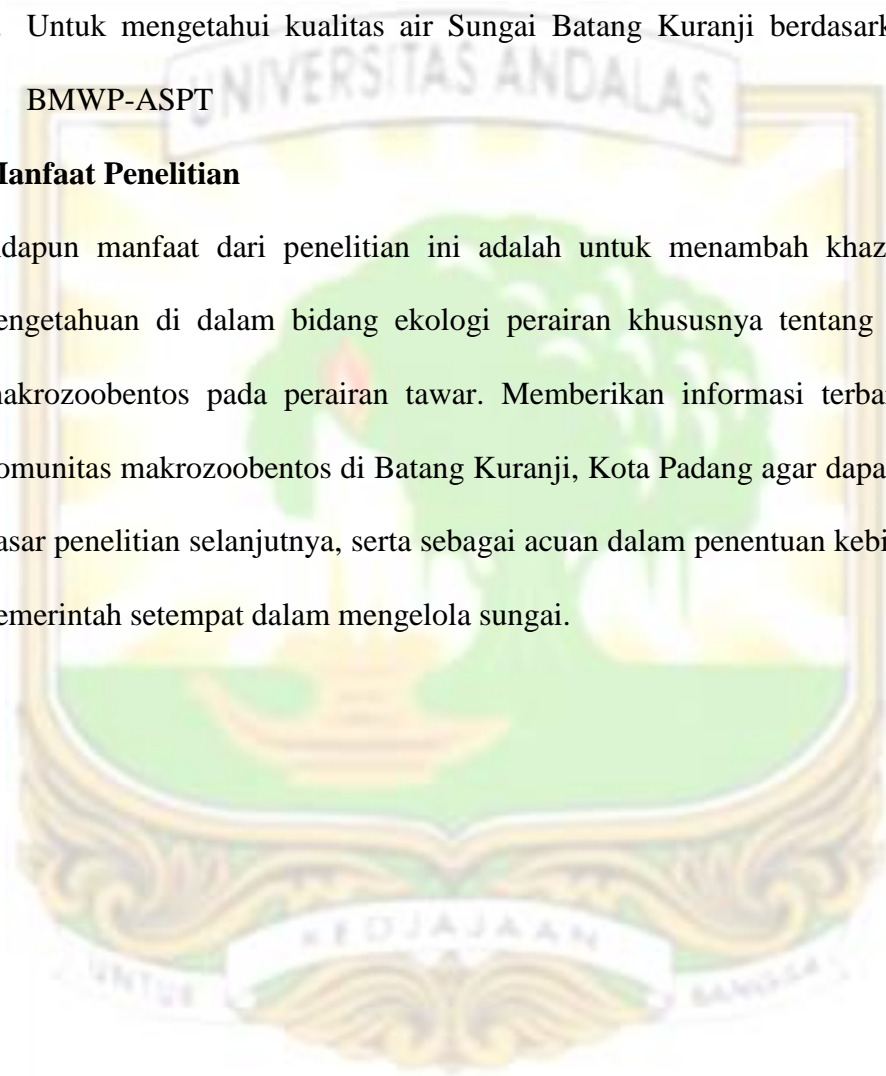 Untuk mengetahui kualitas air Sungai Batang Kuranji berdasark
BMWP-ASPT
UNIVERSITAS ANDALAS
Manfaat Penelitian
dapun manfaat dari penelitian ini adalah untuk menambah khaz
engetahuan di dalam bidang ekologi perairan khususnya tentang
makrozoobentos pada perairan tawar. Memberikan informasi terba
omunitas makrozoobentos di Batang Kuranji, Kota Padang agar dapa
asar penelitian selanjutnya, serta sebagai acuan dalam penentuan kebi
emerintah setempat dalam mengelola sungai.
UNTUK KEDJAJAAN BANGSA